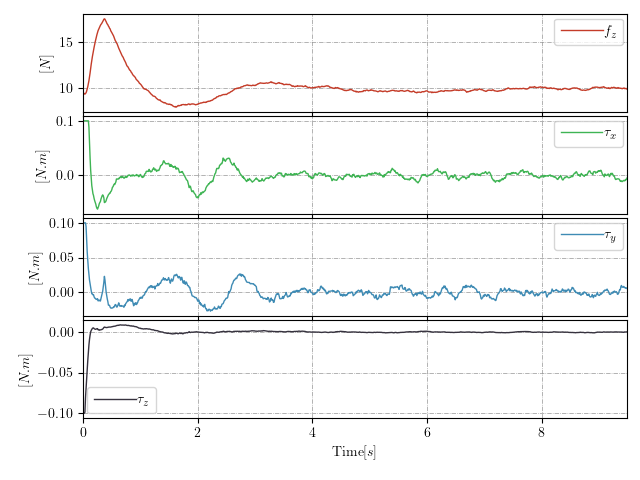 15
10
[N]
f_z
0.1
0.0
[N.m]
τ_x
0.10
0.05
0.00
[N.m]
τ_y
0.00
−0.05
−0.10
[N.m]
τ_z
0 2 4 6 8
Time[s]